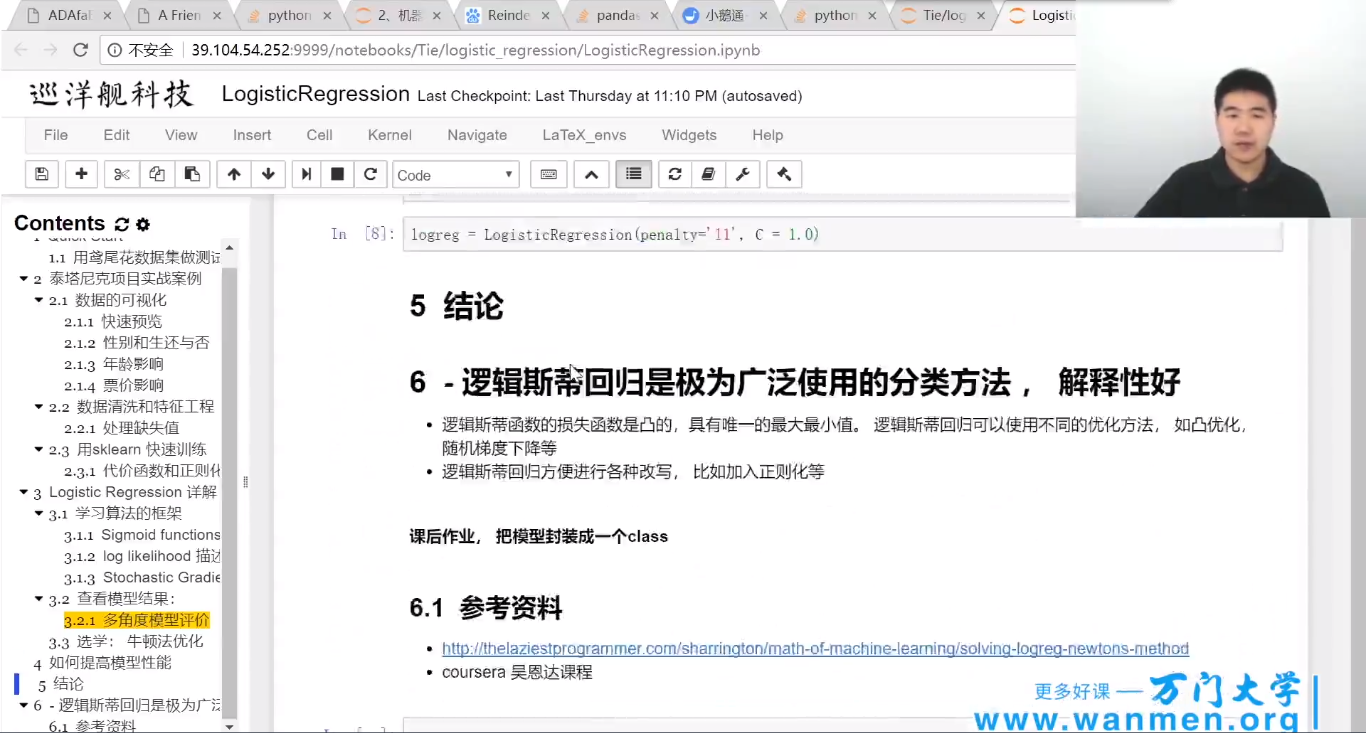 ADAfal
A Frien
python
2、机器
Reinde
pandas
小鹅通
python
Tie/log
Logisti
不安全
39.104.54.252:9999/notebooks/Tie/logistic_regression/LogisticRegression.ipynb
巡洋舰科技
LogisticRegression Last Checkpoint: Last Thursday at 11:10 PM (autosaved)
File Edit View Insert Cell Kernel Navigate LaTeX_envs Widgets Help
Code
Contents
1 Quick Start
1.1 用鸢尾花数据集做测试
2 泰塔尼克项目实战案例
2.1 数据的可视化
2.1.1 快速预览
2.1.2 性别和生还与否
2.1.3 年龄影响
2.1.4 票价影响
2.2 数据清洗和特征工程
2.2.1 处理缺失值
2.3 用sklearn 快速训练
2.3.1 代价函数和正则化
3 Logistic Regression 详解
3.1 学习算法的框架
3.1.1 Sigmoid functions
3.1.2 log likelihood 描述
3.1.3 Stochastic Gradie
3.2 查看模型结果:
3.2.1 多角度模型评价
3.3 选学: 牛顿法优化
4 如何提高模型性能
5 结论
6 - 逻辑斯蒂回归是极为广泛
6.1 参考资料
In [8]: logreg = LogisticRegression(penalty='l1', C = 1.0)
5 结论
6 - 逻辑斯蒂回归是极为广泛使用的分类方法， 解释性好
逻辑斯蒂函数的损失函数是凸的，具有唯一的最大最小值。 逻辑斯蒂回归可以使用不同的优化方法， 如凸优化，
随机梯度下降等
逻辑斯蒂回归方便进行各种改写， 比如加入正则化等
课后作业， 把模型封装成一个class
6.1 参考资料
http://thelaziestprogrammer.com/sharrington/math-of-machine-learning/solving-logreg-newtons-method
coursera 吴恩达课程
更多好课 — 万门大学
www.wanmen.org